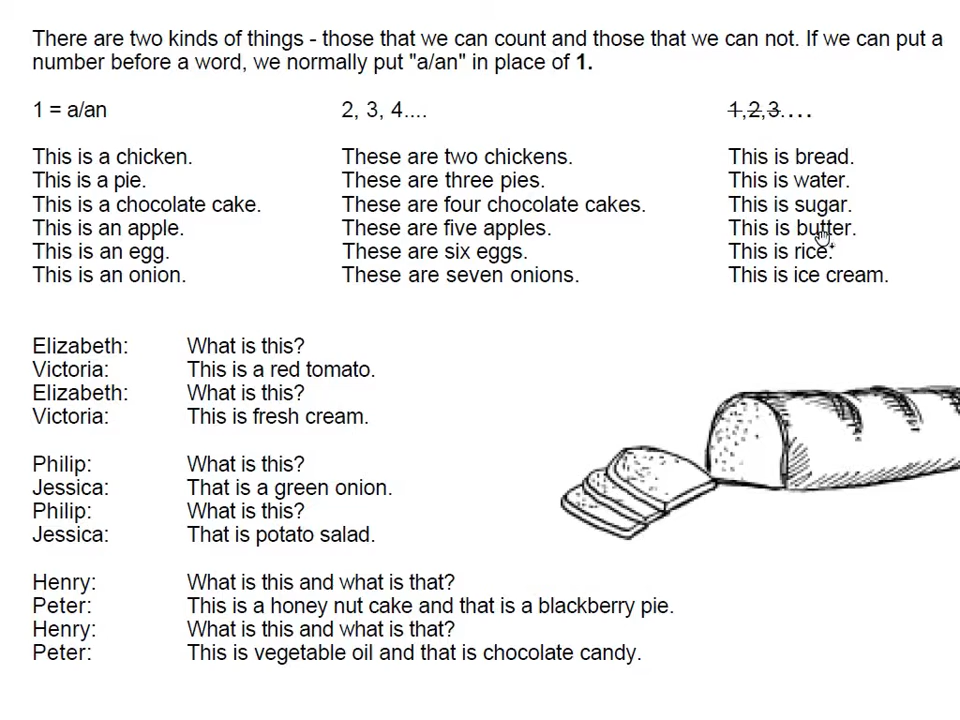 There are two kinds of things - those that we can count and those that we can not. If we can put a
number before a word, we normally put "a/an" in place of 1.
1 = a/an 2, 3, 4.... 1,2,3....
This is a chicken. These are two chickens. This is bread.
This is a pie. These are three pies. This is water.
This is a chocolate cake. These are four chocolate cakes. This is sugar.
This is an apple. These are five apples. This is butter.
This is an egg. These are six eggs. This is rice.
This is an onion. These are seven onions. This is ice cream.
Elizabeth: What is this?
Victoria: This is a red tomato.
Elizabeth: What is this?
Victoria: This is fresh cream.
Philip: What is this?
Jessica: That is a green onion.
Philip: What is this?
Jessica: That is potato salad.
Henry: What is this and what is that?
Peter: This is a honey nut cake and that is a blackberry pie.
Henry: What is this and what is that?
Peter: This is vegetable oil and that is chocolate candy.